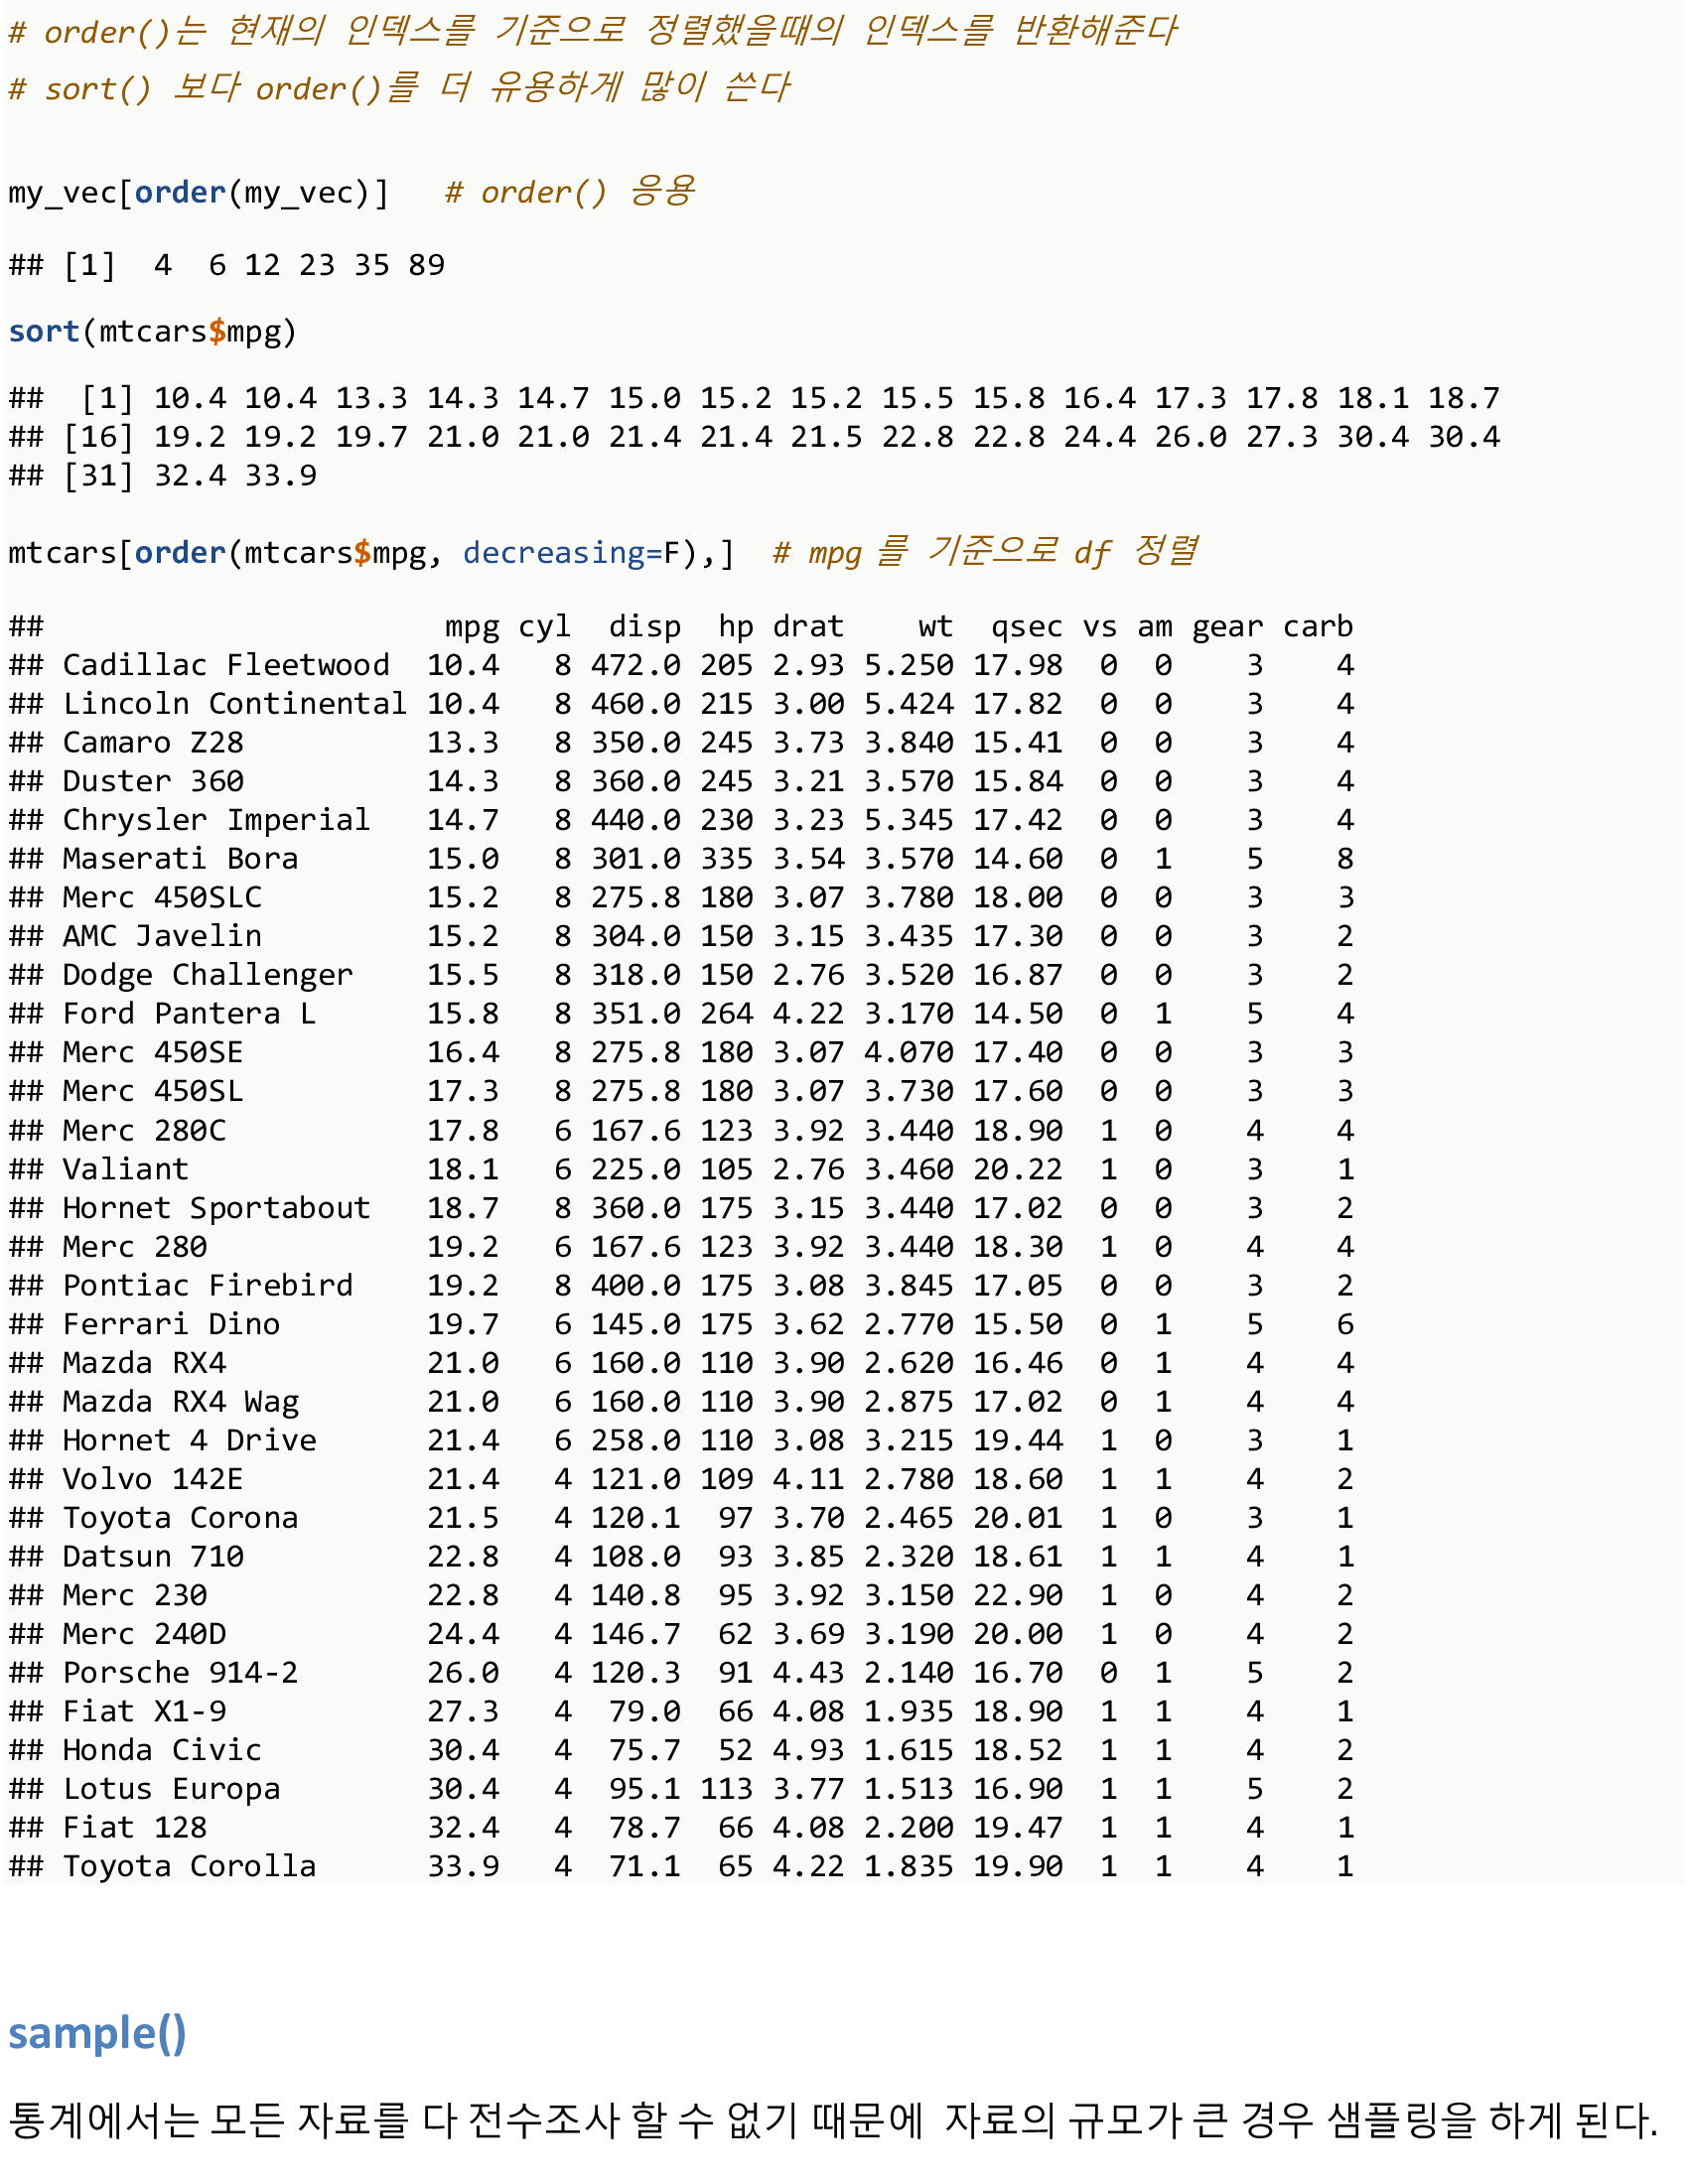 # order()는 현재의 인덱스를 기준으로 정렬했을때의 인덱스를 반환해준다
# sort() 보다 order()를 더 유용하게 많이 쓴다
my_vec[order(my_vec)]   # order() 응용
## [1]  4  6 12 23 35 89
sort(mtcars$mpg)
##  [1] 10.4 10.4 13.3 14.3 14.7 15.0 15.2 15.2 15.5 15.8 16.4 17.3 17.8 18.1 18.7
## [16] 19.2 19.2 19.7 21.0 21.0 21.4 21.4 21.5 22.8 22.8 24.4 26.0 27.3 30.4 30.4
## [31] 32.4 33.9
mtcars[order(mtcars$mpg, decreasing=F),]  # mpg 를 기준으로 df 정렬
##                      mpg cyl  disp  hp drat    wt  qsec vs am gear carb
## Cadillac Fleetwood  10.4   8 472.0 205 2.93 5.250 17.98  0  0    3    4
## Lincoln Continental 10.4   8 460.0 215 3.00 5.424 17.82  0  0    3    4
## Camaro Z28          13.3   8 350.0 245 3.73 3.840 15.41  0  0    3    4
## Duster 360          14.3   8 360.0 245 3.21 3.570 15.84  0  0    3    4
## Chrysler Imperial   14.7   8 440.0 230 3.23 5.345 17.42  0  0    3    4
## Maserati Bora       15.0   8 301.0 335 3.54 3.570 14.60  0  1    5    8
## Merc 450SLC         15.2   8 275.8 180 3.07 3.780 18.00  0  0    3    3
## AMC Javelin         15.2   8 304.0 150 3.15 3.435 17.30  0  0    3    2
## Dodge Challenger    15.5   8 318.0 150 2.76 3.520 16.87  0  0    3    2
## Ford Pantera L      15.8   8 351.0 264 4.22 3.170 14.50  0  1    5    4
## Merc 450SE          16.4   8 275.8 180 3.07 4.070 17.40  0  0    3    3
## Merc 450SL          17.3   8 275.8 180 3.07 3.730 17.60  0  0    3    3
## Merc 280C           17.8   6 167.6 123 3.92 3.440 18.90  1  0    4    4
## Valiant             18.1   6 225.0 105 2.76 3.460 20.22  1  0    3    1
## Hornet Sportabout   18.7   8 360.0 175 3.15 3.440 17.02  0  0    3    2
## Merc 280            19.2   6 167.6 123 3.92 3.440 18.30  1  0    4    4
## Pontiac Firebird    19.2   8 400.0 175 3.08 3.845 17.05  0  0    3    2
## Ferrari Dino        19.7   6 145.0 175 3.62 2.770 15.50  0  1    5    6
## Mazda RX4           21.0   6 160.0 110 3.90 2.620 16.46  0  1    4    4
## Mazda RX4 Wag       21.0   6 160.0 110 3.90 2.875 17.02  0  1    4    4
## Hornet 4 Drive      21.4   6 258.0 110 3.08 3.215 19.44  1  0    3    1
## Volvo 142E          21.4   4 121.0 109 4.11 2.780 18.60  1  1    4    2
## Toyota Corona       21.5   4 120.1  97 3.70 2.465 20.01  1  0    3    1
## Datsun 710          22.8   4 108.0  93 3.85 2.320 18.61  1  1    4    1
## Merc 230            22.8   4 140.8  95 3.92 3.150 22.90  1  0    4    2
## Merc 240D           24.4   4 146.7  62 3.69 3.190 20.00  1  0    4    2
## Porsche 914-2       26.0   4 120.3  91 4.43 2.140 16.70  0  1    5    2
## Fiat X1-9           27.3   4  79.0  66 4.08 1.935 18.90  1  1    4    1
## Honda Civic         30.4   4  75.7  52 4.93 1.615 18.52  1  1    4    2
## Lotus Europa        30.4   4  95.1 113 3.77 1.513 16.90  1  1    5    2
## Fiat 128            32.4   4  78.7  66 4.08 2.200 19.47  1  1    4    1
## Toyota Corolla      33.9   4  71.1  65 4.22 1.835 19.90  1  1    4    1
sample()
통계에서는 모든 자료를 다 전수조사 할 수 없기 때문에  자료의 규모가 큰 경우 샘플링을 하게 된다.